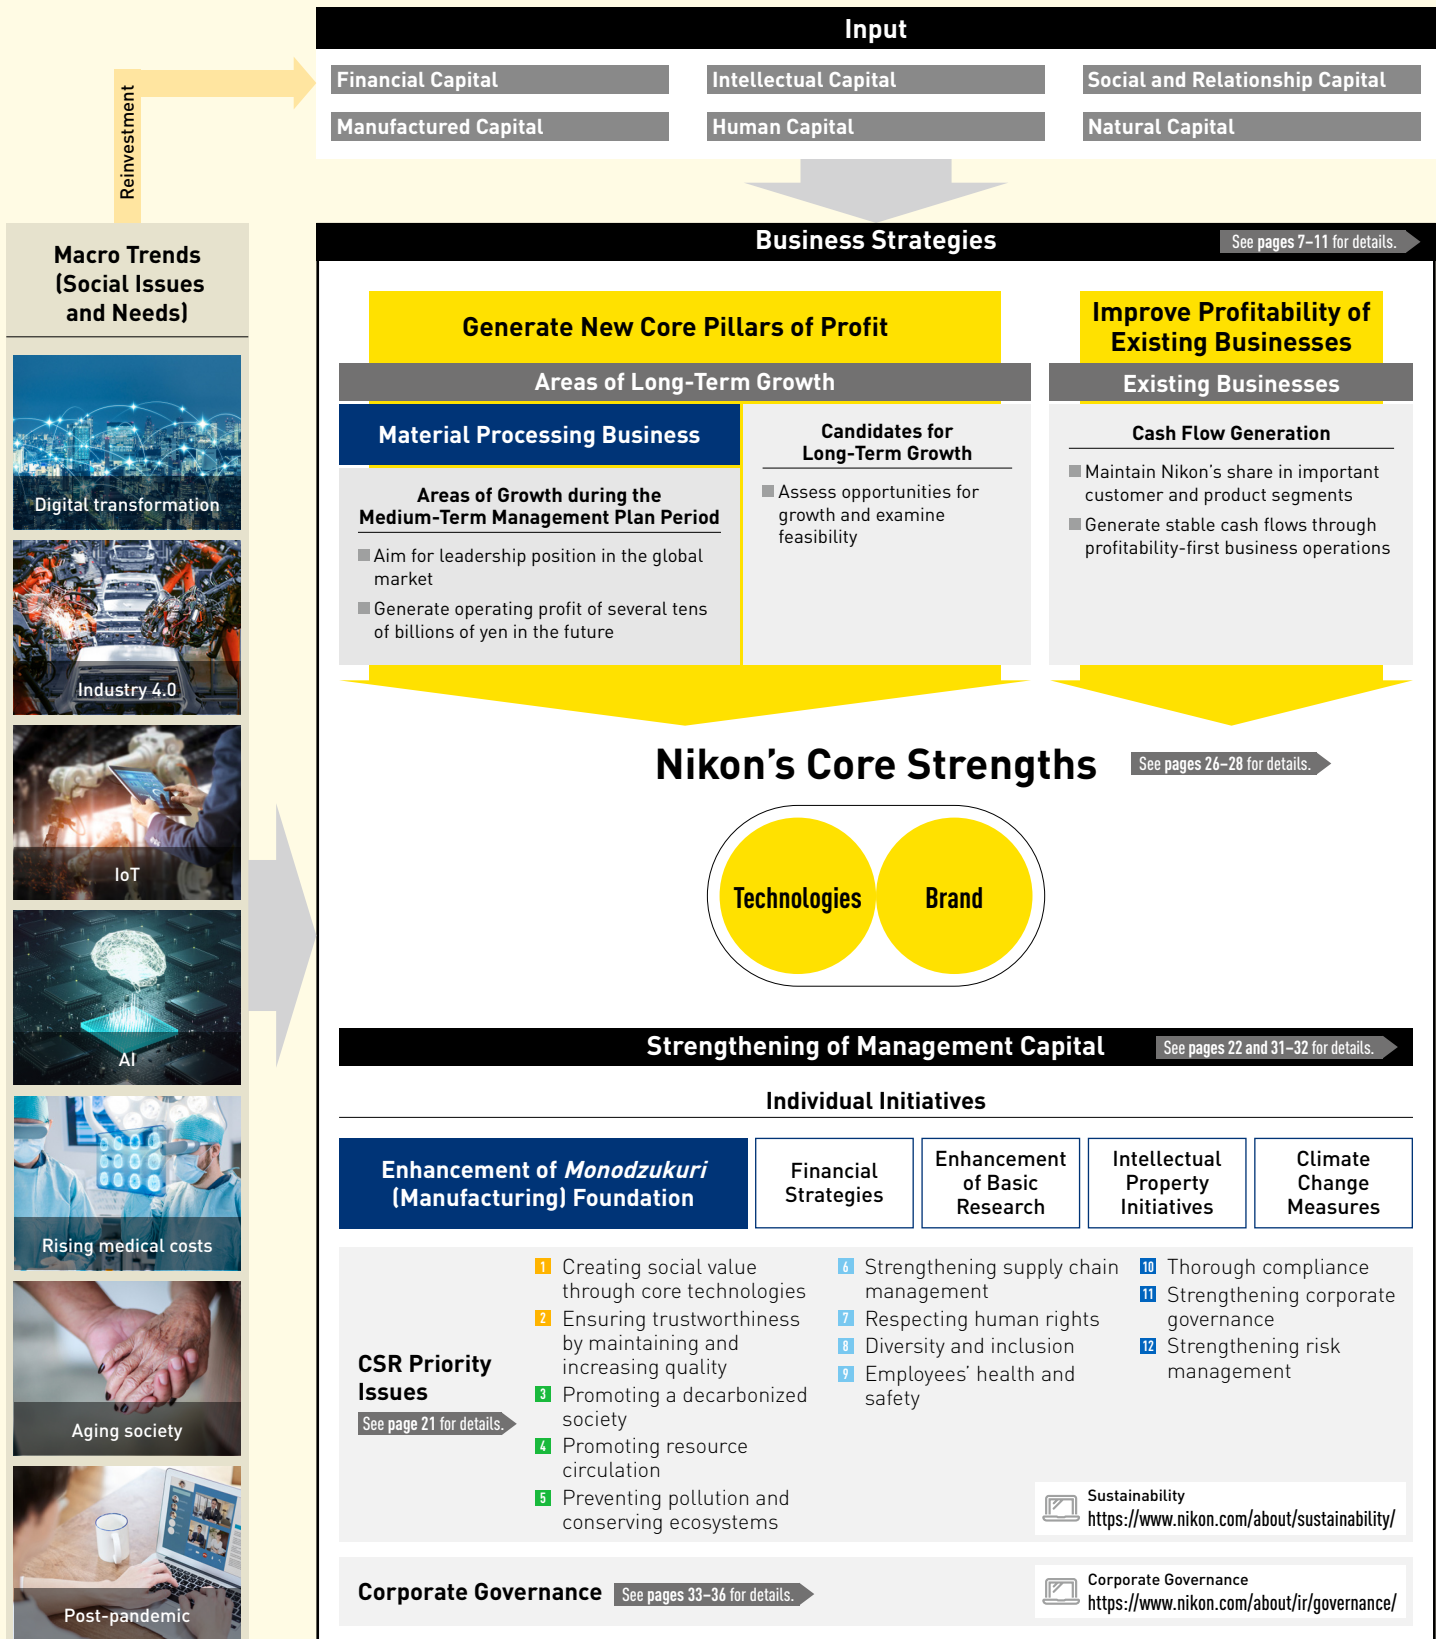 Input
Financial Capital
Intellectual Capital
Social and Relationship Capital
Manufactured Capital
Human Capital
Natural Capital
Reinvestment
Macro Trends
(Social Issues
and Needs)
Digital transformation
Industry 4.0
IoT
AI
Rising medical costs
Aging society
Post-pandemic
Business Strategies
See pages 7–11 for details.
Generate New Core Pillars of Profit
Areas of Long-Term Growth
Material Processing Business
Areas of Growth during the
Medium-Term Management Plan Period
Aim for leadership position in the global
market
Generate operating profit of several tens
of billions of yen in the future
Candidates for
Long-Term Growth
Assess opportunities for
growth and examine
feasibility
Improve Profitability of
Existing Businesses
Existing Businesses
Cash Flow Generation
Maintain Nikon’s share in important
customer and product segments
Generate stable cash flows through
profitability-first business operations
Nikon’s Core Strengths
See pages 26–28 for details.
Technologies
Brand
Strengthening of Management Capital
See pages 22 and 31–32 for details.
Individual Initiatives
Enhancement of Monodzukuri
(Manufacturing) Foundation
Financial
Strategies
Enhancement
of Basic
Research
Intellectual
Property
Initiatives
Climate
Change
Measures
CSR Priority
Issues
See page 21 for details.
1 Creating social value
through core technologies
2 Ensuring trustworthiness
by maintaining and
increasing quality
3 Promoting a decarbonized
society
4 Promoting resource
circulation
5 Preventing pollution and
conserving ecosystems
6 Strengthening supply chain
management
7 Respecting human rights
8 Diversity and inclusion
9 Employees’ health and
safety
10 Thorough compliance
11 Strengthening corporate
governance
12 Strengthening risk
management
Sustainability
https://www.nikon.com/about/sustainability/
Corporate Governance
See pages 33–36 for details.
Corporate Governance
https://www.nikon.com/about/ir/governance/